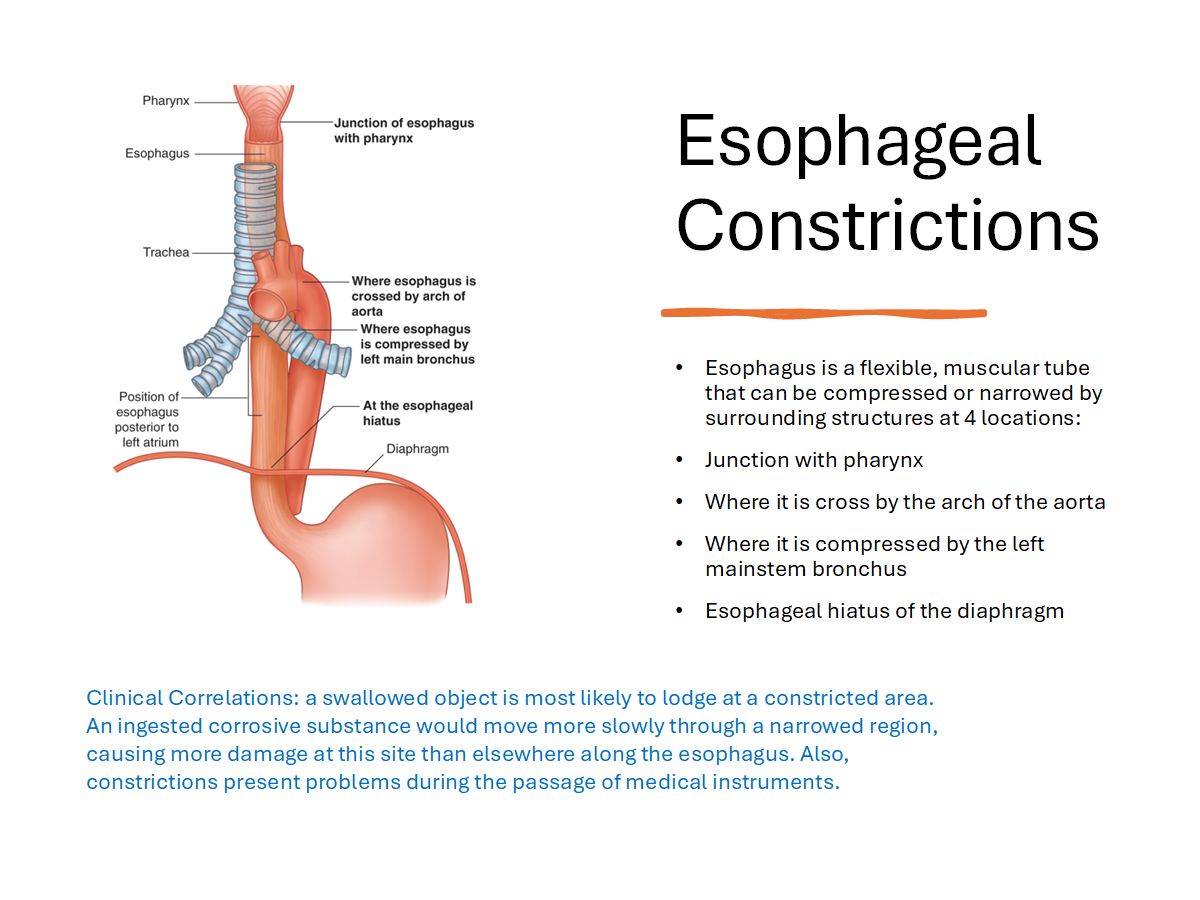 Pharynx
Junction of esophagus
with pharynx
Esophagus
Trachea
Where esophagus is
crossed by arch of
aorta
Where esophagus
is compressed by
left main bronchus
Position of
esophagus
posterior to
left atrium
At the esophageal
hiatus
Diaphragm
Esophageal
Constrictions
• Esophagus is a flexible, muscular tube
that can be compressed or narrowed by
surrounding structures at 4 locations:
• Junction with pharynx
• Where it is cross by the arch of the aorta
• Where it is compressed by the left
mainstem bronchus
• Esophageal hiatus of the diaphragm
Clinical Correlations: a swallowed object is most likely to lodge at a constricted area.
An ingested corrosive substance would move more slowly through a narrowed region,
causing more damage at this site than elsewhere along the esophagus. Also,
constrictions present problems during the passage of medical instruments.